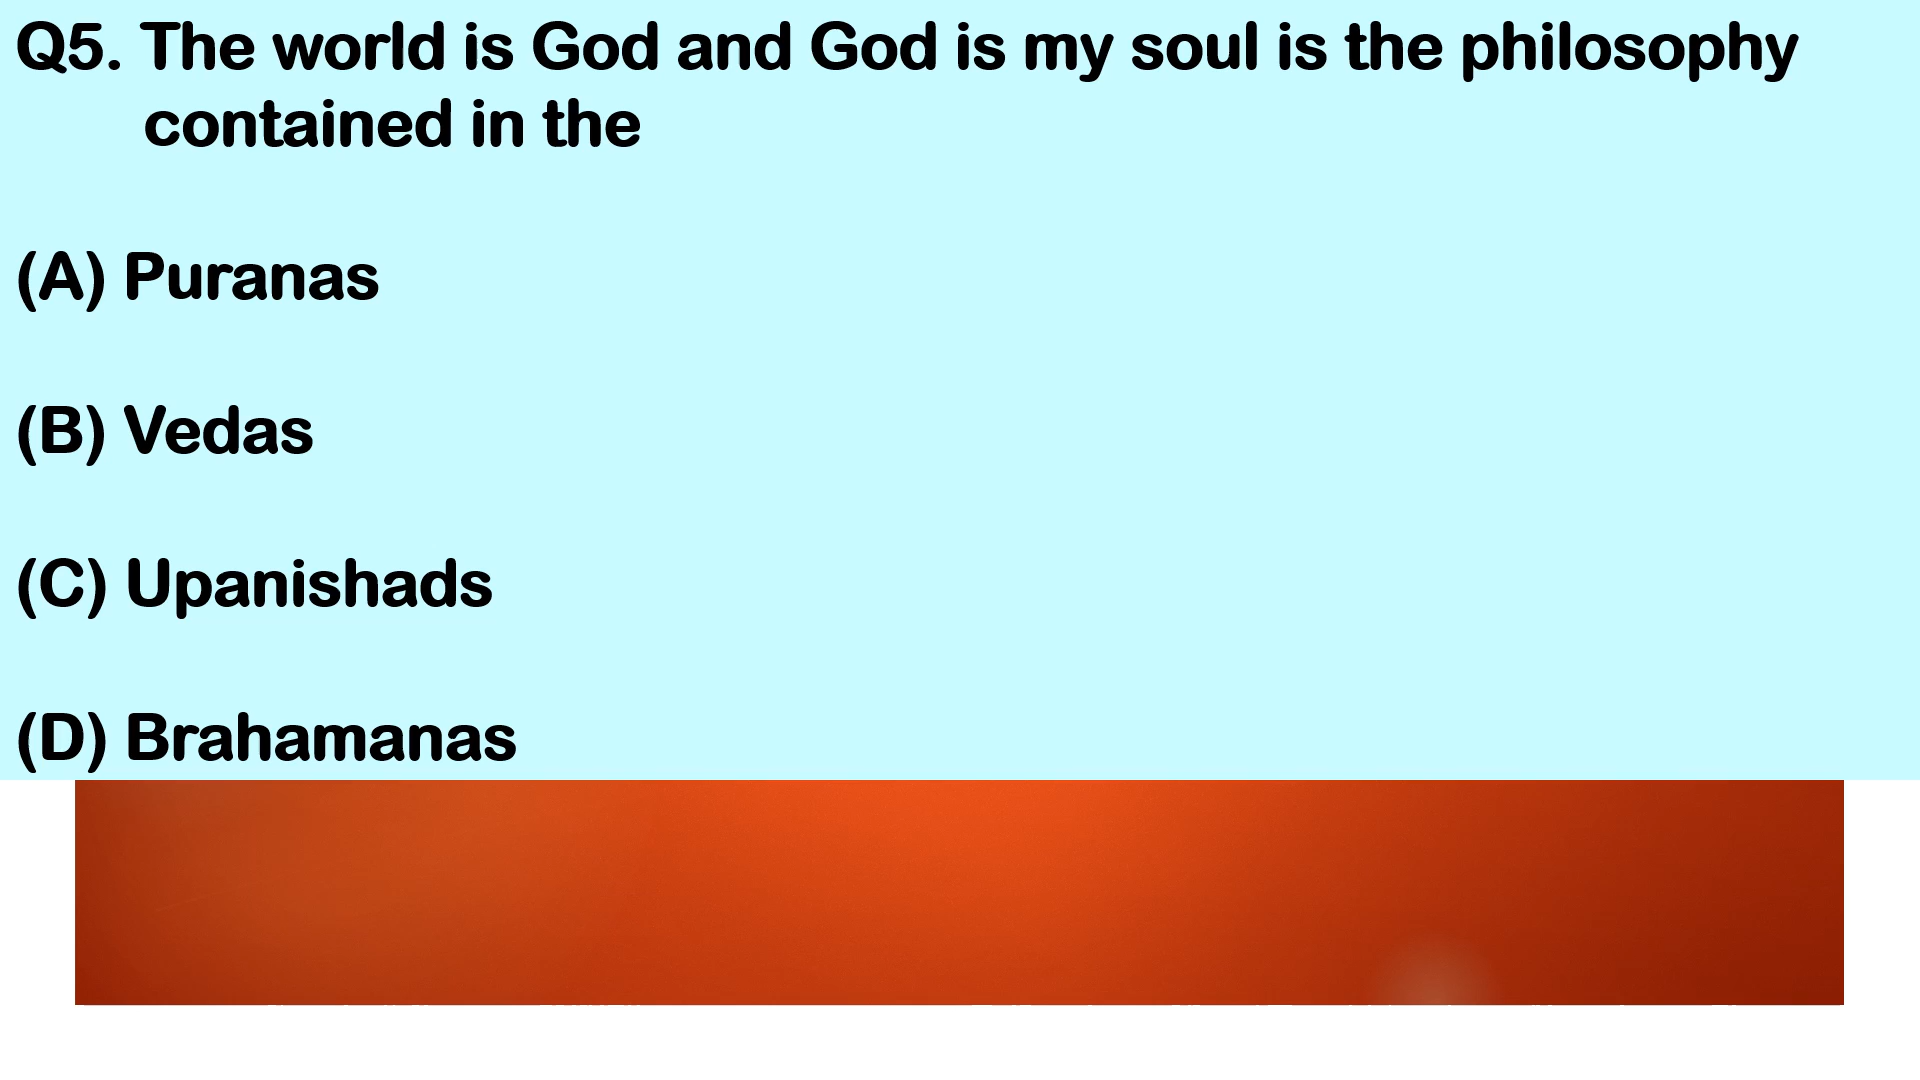 Q5. The world is God and God is my soul is the philosophy
contained in the
(A) Puranas
(B) Vedas
(C) Upanishads
(D) Brahamanas